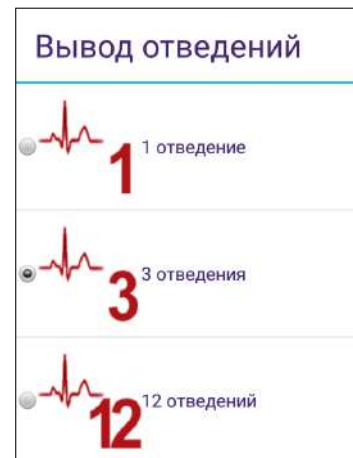 Вывод отведений
1
1 отведение
3
3 отведения
12
12 отведений